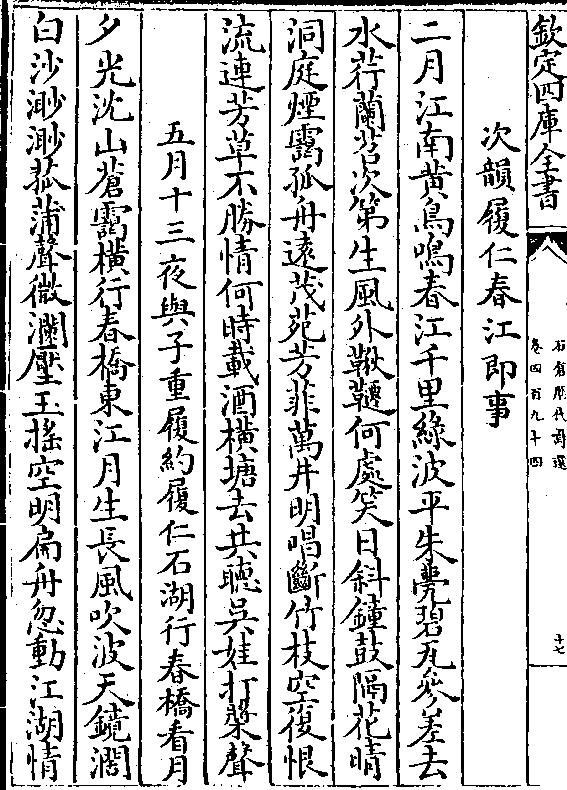 欽定四庫全書
石倉歷代詩選
卷四百九十四
十七
次韻履仁春江即事
二月江南黄鳥鳴春江千里綠波平朱甍碧瓦參差去
水荇蘭苕次第生風外鞦韆何處笑日斜鐘鼓隔花晴
洞庭煙靄孤舟遠茂苑芳菲萬井明唱斷竹枝空復恨
流連芳草不勝情何時載酒橫塘去共聽吳娃打槳聲
五月十三夜與子重履約履仁石湖行春橋看月
夕光沈山蒼靄橫行春橋東江月生長風吹波天鏡濶
白沙渺渺菰蒲聲微瀾壓玉揺空明扁舟忽動江湖情